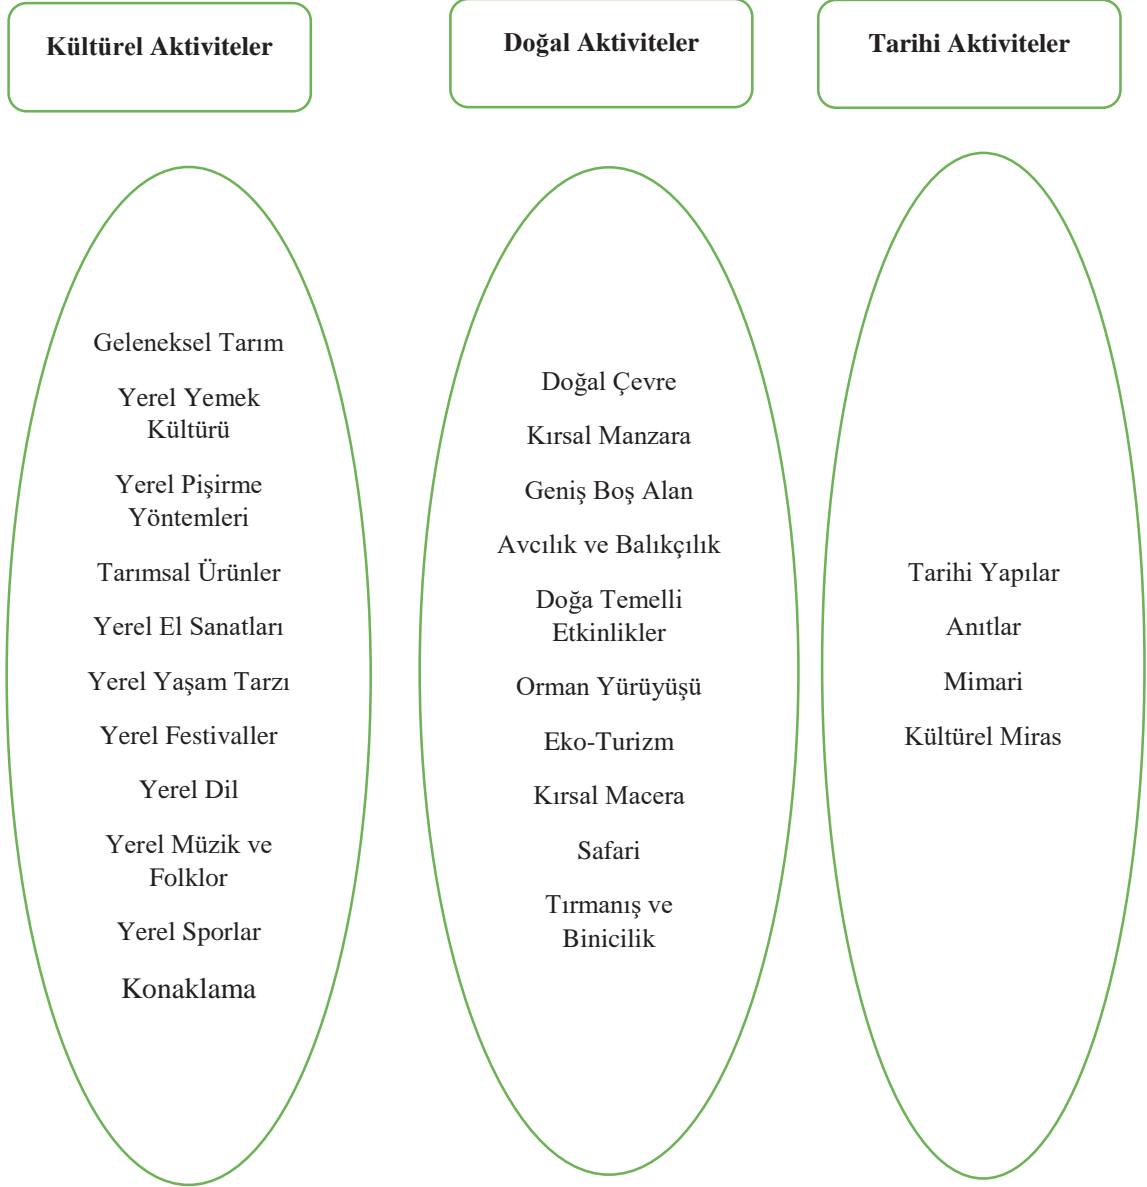 Kültürel Aktiviteler
Geleneksel Tarım
Yerel Yemek
Kültürü
Yerel Pişirme
Yöntemleri
Tarımsal Ürünler
Yerel El Sanatları
Yerel Yaşam Tarzı
Yerel Festivaller
Yerel Dil
Yerel Müzik ve
Folklor
Yerel Sporlar
Konaklama
Doğal Aktiviteler
Doğal Çevre
Kırsal Manzara
Geniş Boş Alan
Avcılık ve Balıkçılık
Doğa Temelli
Etkinlikler
Orman Yürüyüşü
Eko-Turizm
Kırsal Macera
Safari
Tırmanış ve
Binicilik
Tarihi Aktiviteler
Tarihi Yapılar
Anıtlar
Mimari
Kültürel Miras